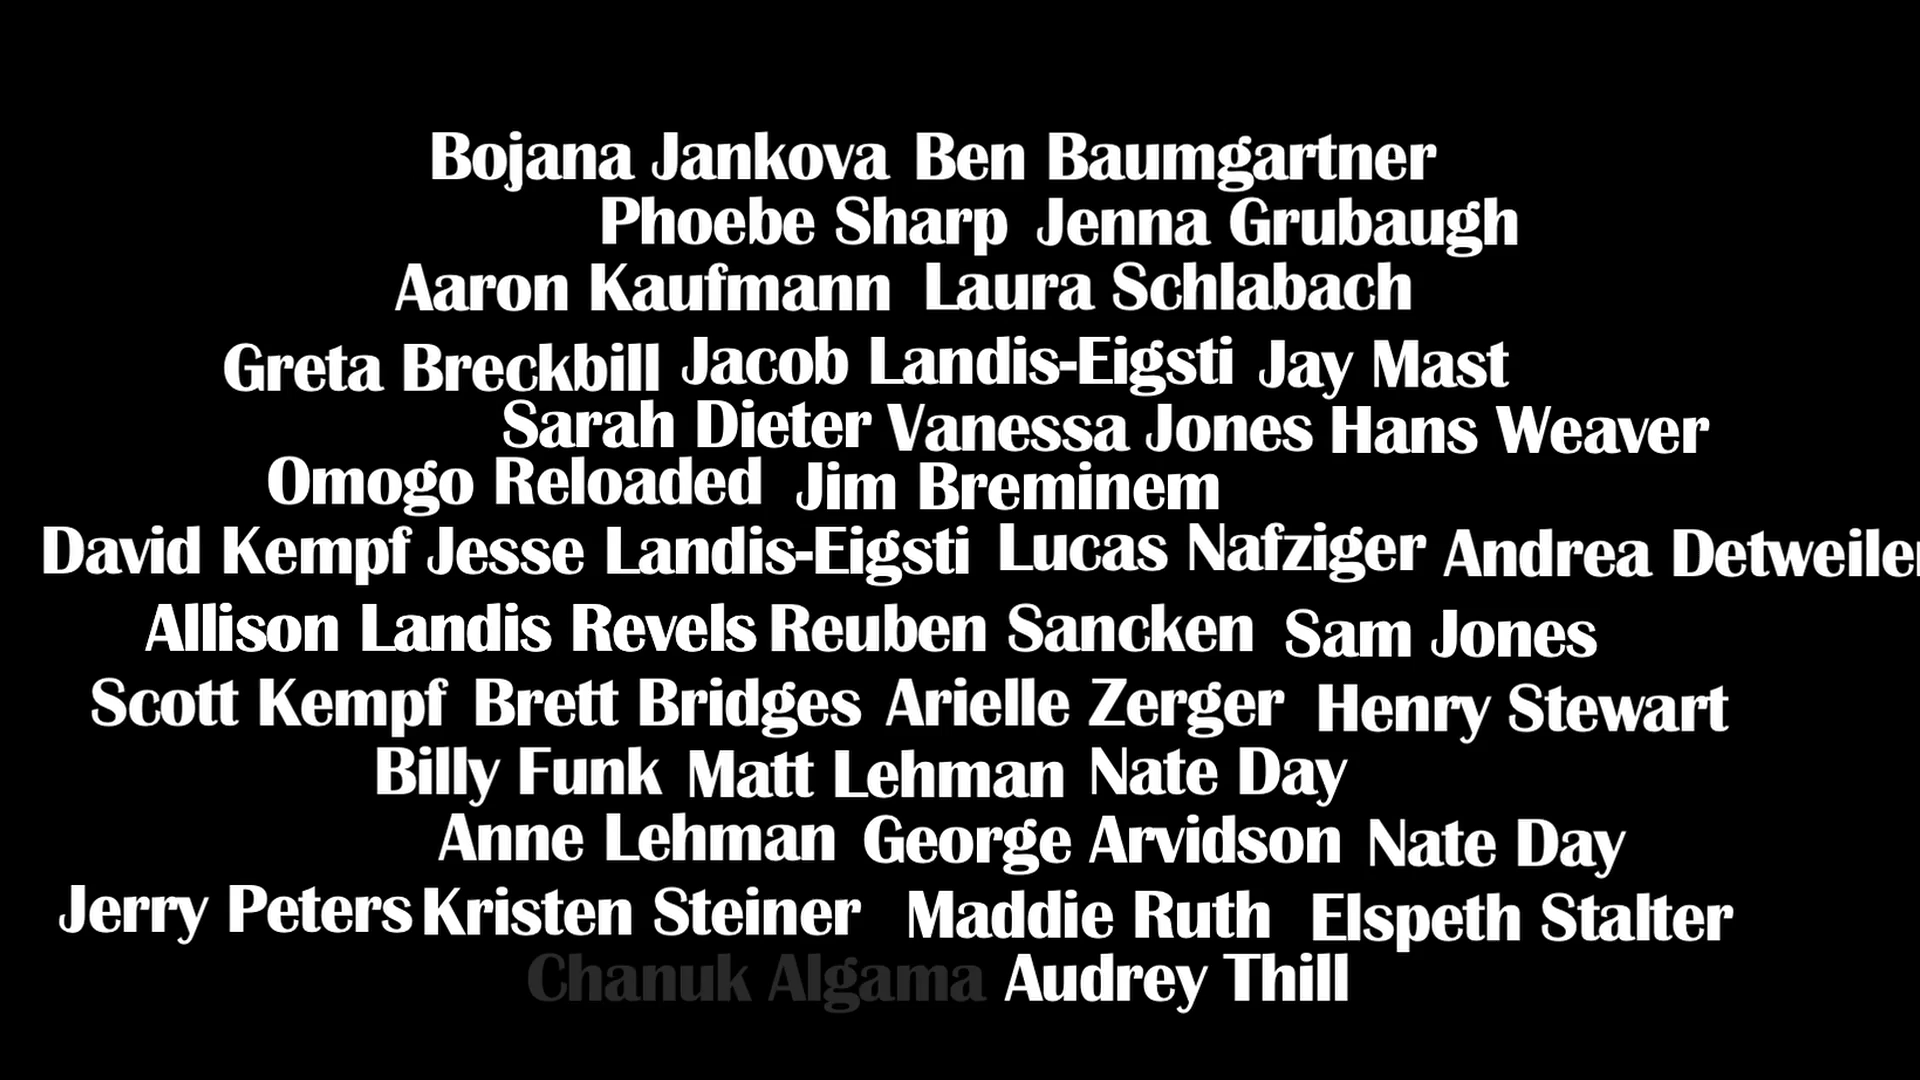 Bojana Jankova Ben Baumgartner
Phoebe Sharp Jenna Grubaugh
Aaron Kaufmann Laura Schlabach
Greta Breckbill Jacob Landis-Eigsti Jay Mast
Sarah Dieter Vanessa Jones Hans Weaver
Omogo Reloaded Jim Breminem
David Kempf Jesse Landis-Eigsti Lucas Nafziger Andrea Detweiler
Allison Landis Revels Reuben Sancken Sam Jones
Scott Kempf Brett Bridges Arielle Zerger Henry Stewart
Billy Funk Matt Lehman Nate Day
Anne Lehman George Arvidson Nate Day
Jerry Peters Kristen Steiner Maddie Ruth Elspeth Stalter
Chanuk Algama Audrey Thill